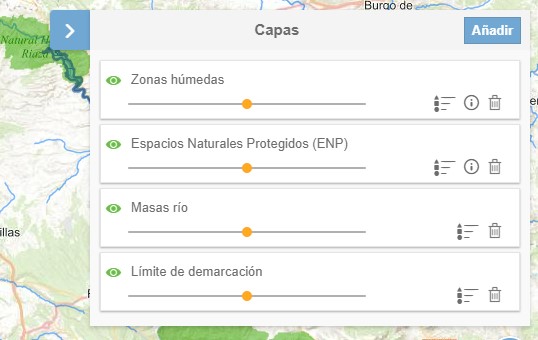 Burgo de
Natural H
Riaza
Capas
Añadir
Zonas húmedas
Espacios Naturales Protegidos (ENP)
Masas río
illas
Límite de demarcación